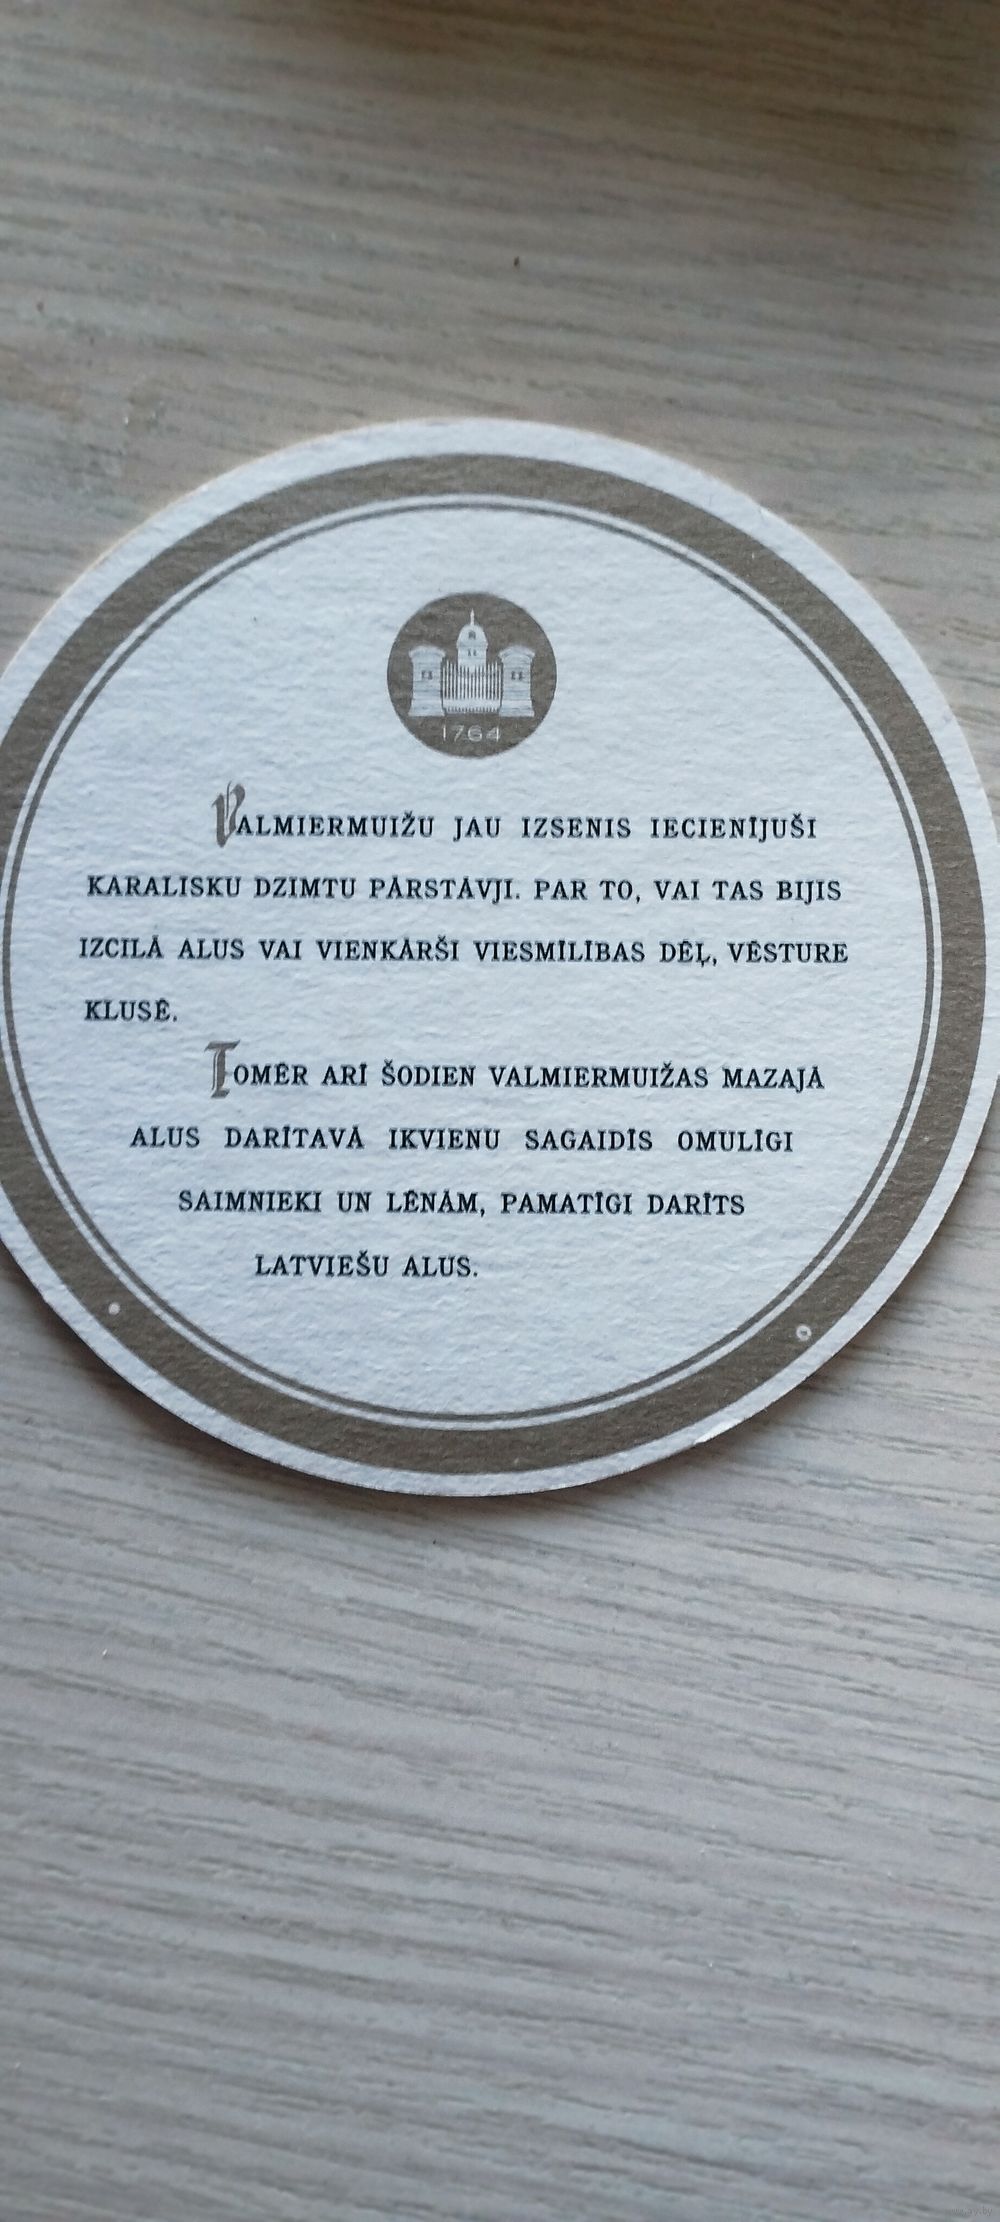 1764
VALMIERMUIŽU JAU IZSENIS IECIENĪJUŠI
KARALISKU DZIMTU PĀRSTĀVJI. PAR TO, VAI TAS BIJIS
IZCILĀ ALUS VAI VIENKĀRŠI VIESMĪLĪBAS DĒĻ, VĒSTURE
KLUSĒ.
TOMĒR ARĪ ŠODIEN VALMIERMUIŽAS MAZAJĀ
ALUS DARĪTAVĀ IKVIENU SAGAIDĪS OMULĪGI
SAIMNIEKI UN LĒNĀM, PAMATĪGI DARĪTS
LATVIEŠU ALUS.